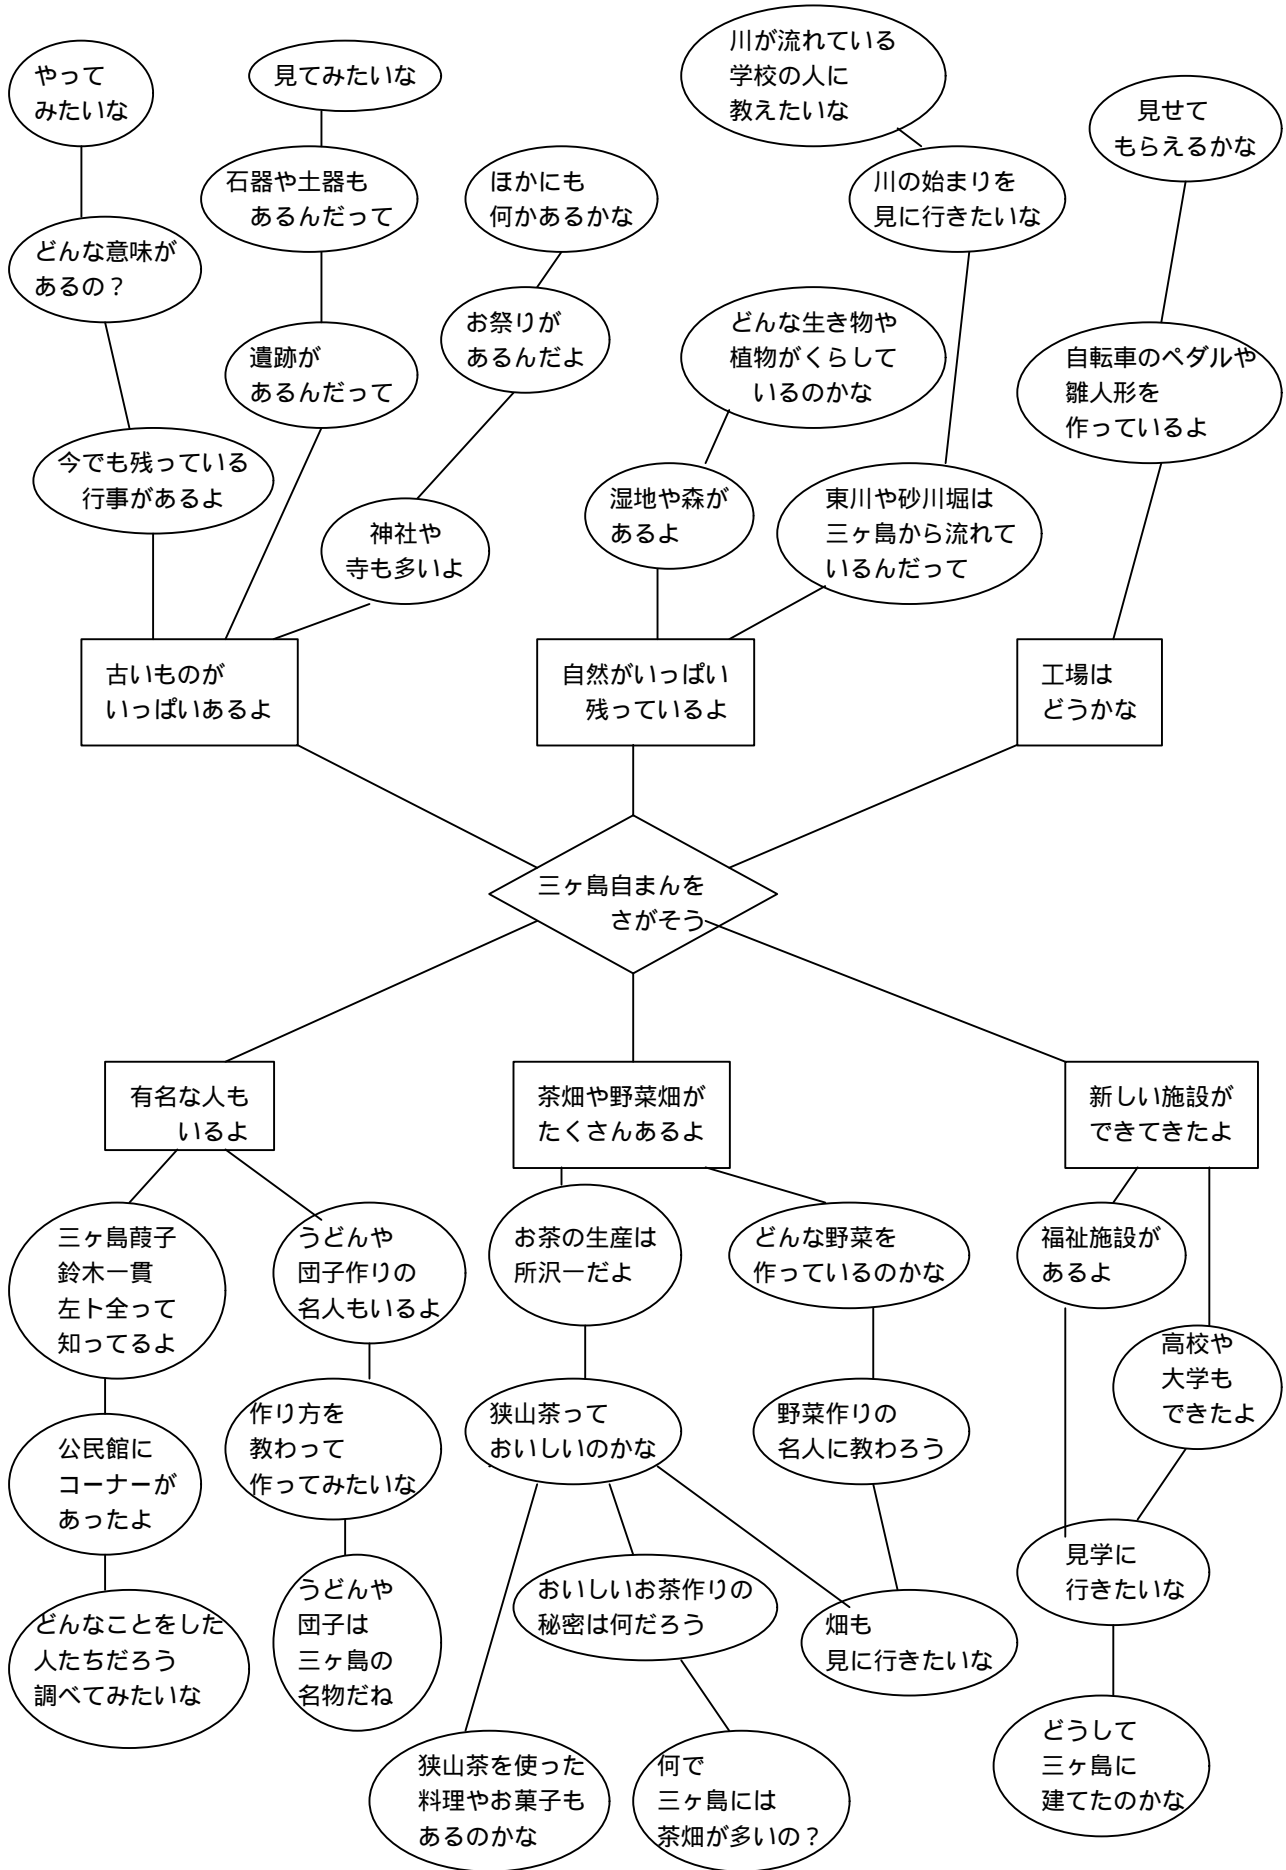 川が流れている
学校の人に
教えたいな
やって
みたいな
見てみたいな
見せて
もらえるかな
石器や土器も
あるんだって
ほかにも
何かあるかな
川の始まりを
見に行きたいな
どんな意味が
あるの？
お祭りが
あるんだよ
どんな生き物や
植物がくらして
いるのかな
遺跡が
あるんだって
自転車のペダルや
雛人形を
作っているよ
今でも残っている
行事があるよ
神社や
寺も多いよ
湿地や森が
あるよ
東川や砂川堀は
三ヶ島から流れて
いるんだって
古いものが
いっぱいあるよ
自然がいっぱい
残っているよ
工場は
どうかな
三ヶ島自まんを
さがそう
有名な人も
いるよ
茶畑や野菜畑が
たくさんあるよ
新しい施設が
できてきたよ
三ヶ島葭子
鈴木一貫
左卜全って
知ってるよ
うどんや
団子作りの
名人もいるよ
お茶の生産は
所沢一だよ
どんな野菜を
作っているのかな
福祉施設が
あるよ
高校や
大学も
できたよ
公民館に
コーナーが
あったよ
作り方を
教わって
作ってみたいな
狭山茶って
おいしいのかな
野菜作りの
名人に教わろう
見学に
行きたいな
どんなことをした
人たちだろう
調べてみたいな
うどんや
団子は
三ヶ島の
名物だね
おいしいお茶作りの
秘密は何だろう
畑も
見に行きたいな
狭山茶を使った
料理やお菓子も
あるのかな
何で
三ヶ島には
茶畑が多いの？
どうして
三ヶ島に
建てたのかな